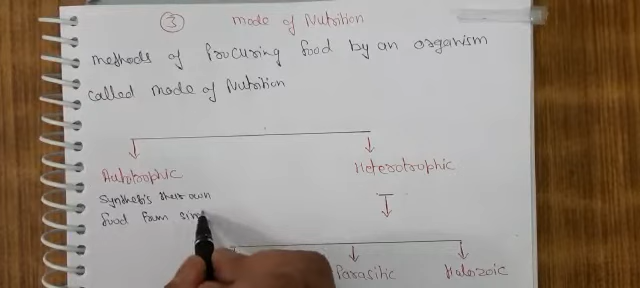 ③ mode of Nutrition
methods of Procuring food by an organism
called mode of Nutrition
Autotrophic Heterotrophic
Synthesis their own
food from sim
Parasitic Holozoic